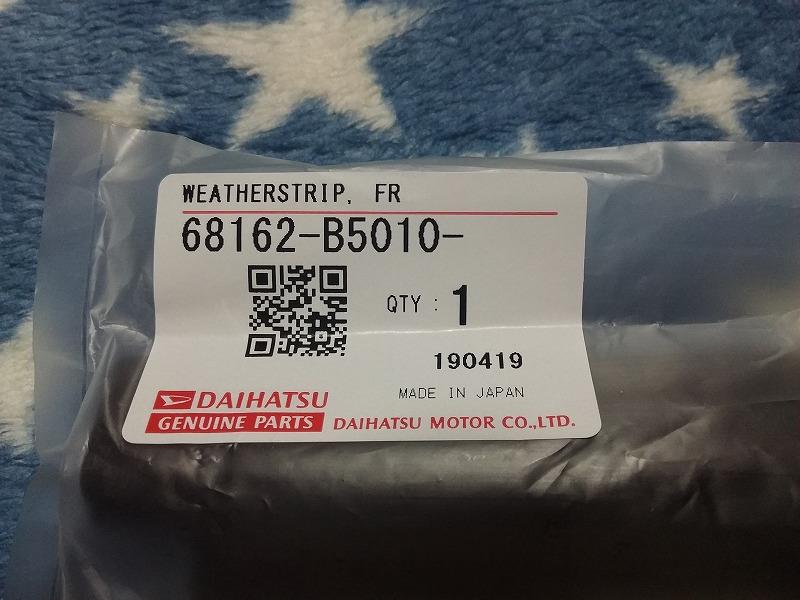 WEATHERSTRIP, FR
68162-B5010-
QTY : 1
190419
MADE IN JAPAN
DAIHATSU
GENUINE PARTS
DAIHATSU MOTOR CO.,LTD.